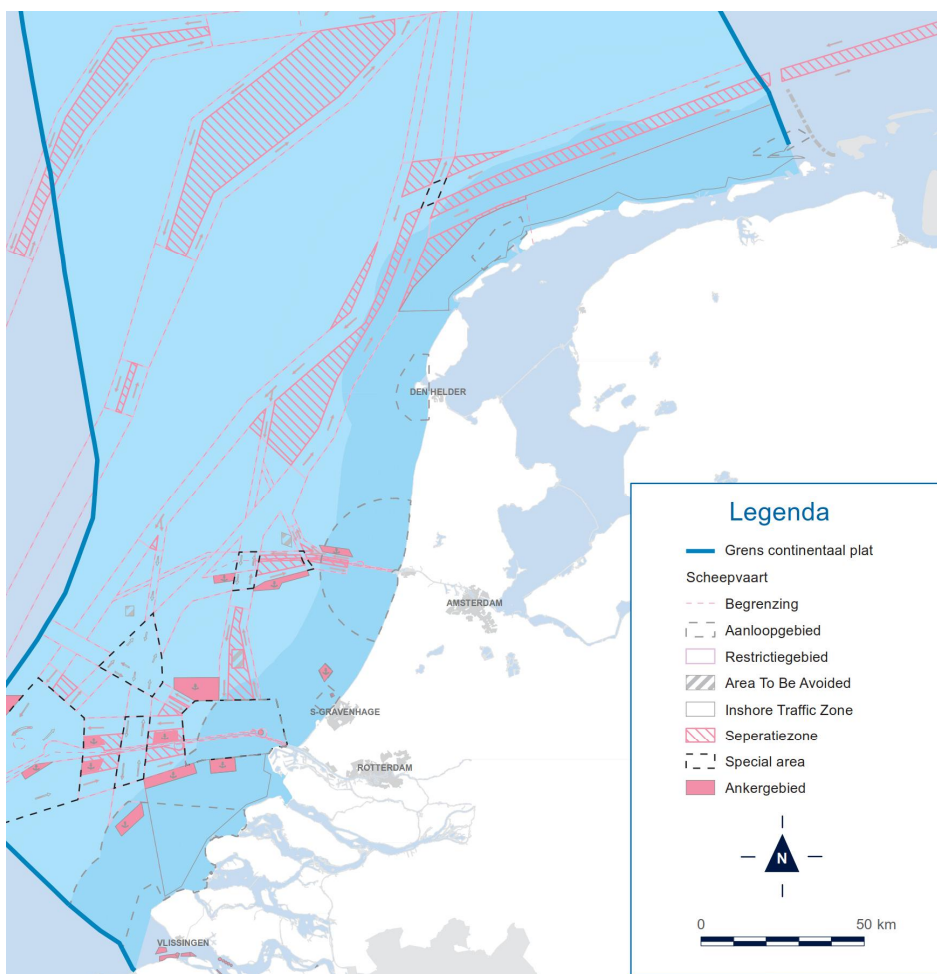 DEN HELDER
AMSTERDAM
S-GRAVENHAGE
ROTTERDAM
VLISSINGEN
Legenda
Grens continentaal plat
Scheepvaart
Begrenzing
Aanloopgebied
Restrictiegebied
Area To Be Avoided
Inshore Traffic Zone
Seperatiezone
Special area
Ankergebied
N
0 50 km